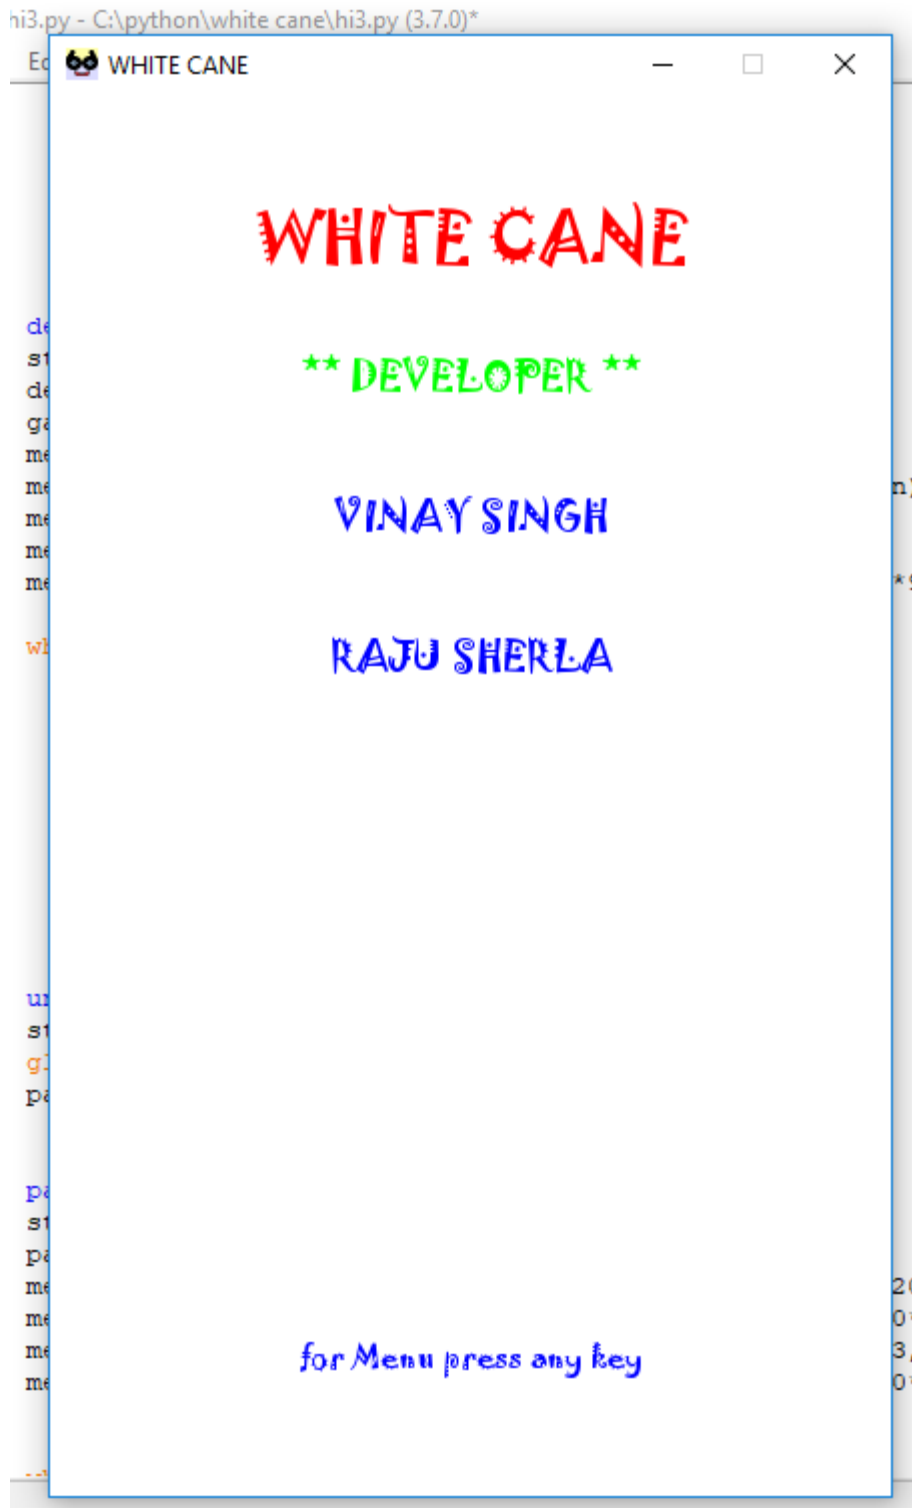 hi3.py - C:\python\white cane\hi3.py (3.7.0)*
WHITE CANE
WHITE CANE
** DEVELOPER **
VINAY SINGH
RAJU SHERLA
for Menu press any key